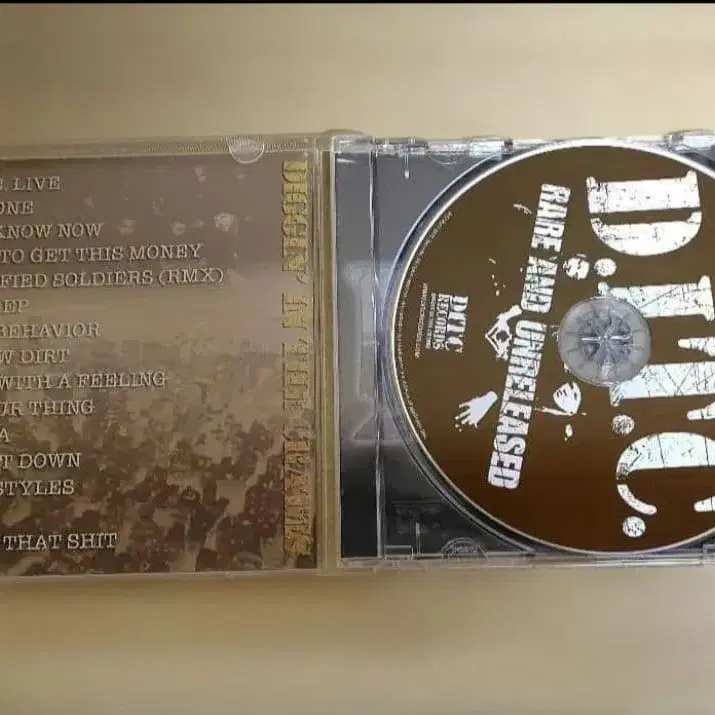 . LIVE
ONE
KNOW NOW
TO GET THIS MONEY
FIED SOLDIERS (RMX)
EP
BEHAVIOR
W DIRT
WITH A FEELING
UR THING
A
T DOWN
STYLES
THAT SHIT
DIGGIN' IN THE CRATES
D.I.T.C.
RARE AND UNRELEASED
D.I.T.C
RECORDS